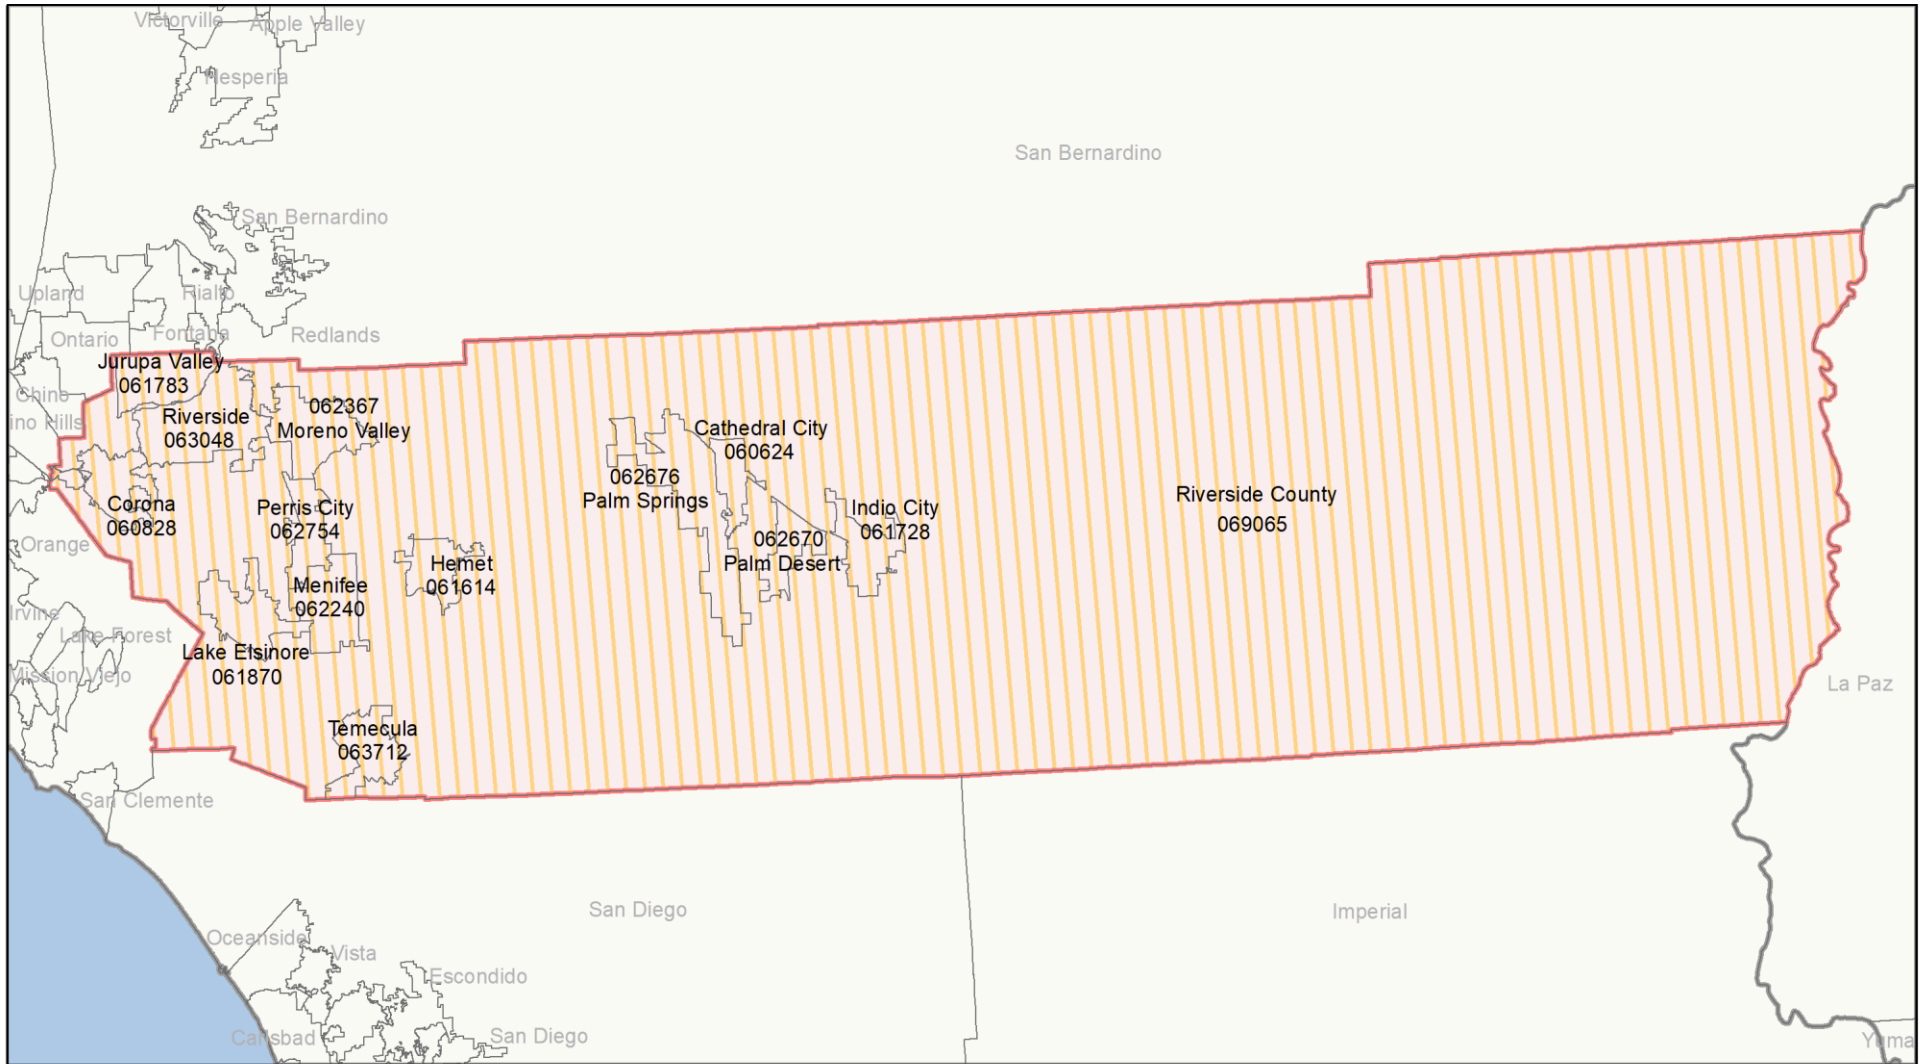 Victorville
Apple Valley
Hesperia
San Bernardino
San Bernardino
Upland
Rialto
Ontario
Fontana
Redlands
Jurupa Valley
061783
Chino
ino Hills
Riverside
063048
062367
Moreno Valley
Cathedral City
060624
062676
Palm Springs
Corona
060828
Perris City
062754
Indio City
061728
Riverside County
069065
062670
Palm Desert
Orange
Hemet
061614
Menifee
062240
Irvine
Lake Forest
Lake Elsinore
061870
Mission Viejo
La Paz
Temecula
063712
San Clemente
San Diego
Imperial
Oceanside
Vista
Escondido
Carlsbad
San Diego
Yuma